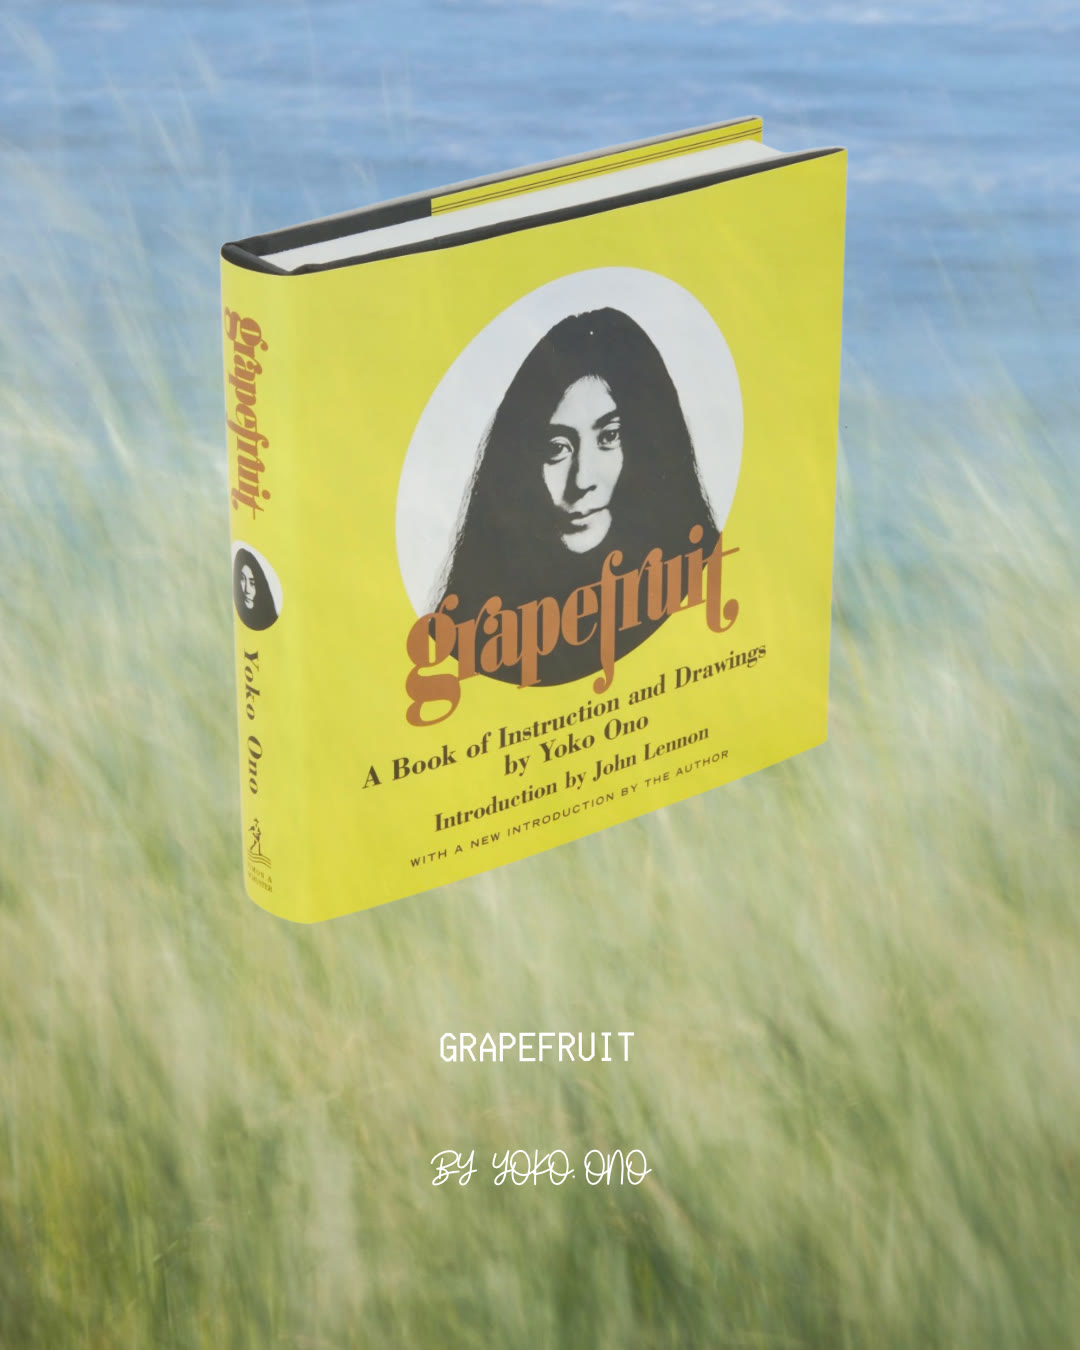 grapefruit
Yoko Ono
grapefruit
A Book of Instruction and Drawings
by Yoko Ono
Introduction by John Lennon
WITH A NEW INTRODUCTION BY THE AUTHOR
GRAPEFRUIT
BY YOKO. ONO